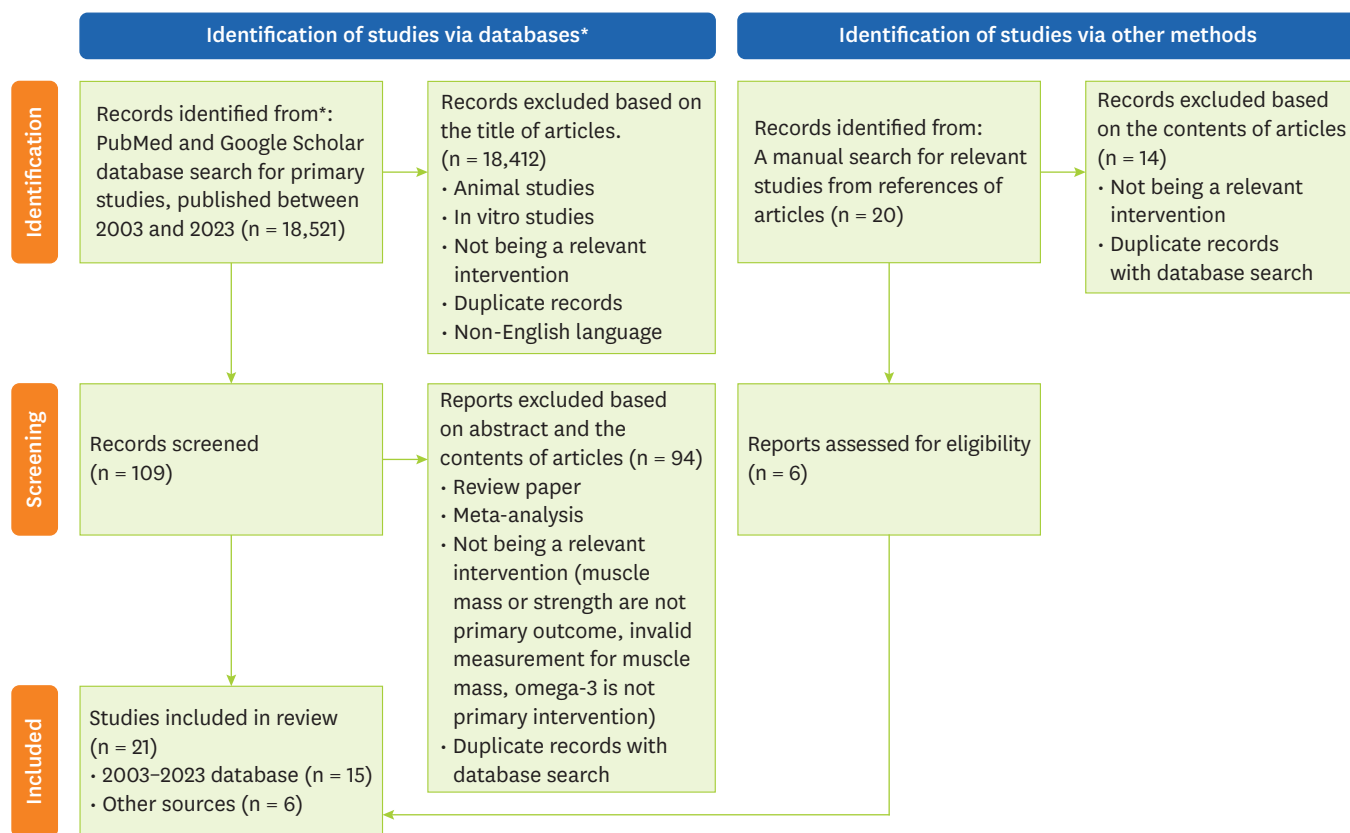 Identification of studies via databases*
Identification of studies via other methods
Identification
Records identified from*:
PubMed and Google Scholar
database search for primary
studies, published between
2003 and 2023 (n = 18,521)
Records excluded based on
the title of articles.
(n = 18,412)
• Animal studies
• In vitro studies
• Not being a relevant
intervention
• Duplicate records
• Non-English language
Records identified from:
A manual search for relevant
studies from references of
articles (n = 20)
Records excluded based
on the contents of articles
(n = 14)
• Not being a relevant
intervention
• Duplicate records
with database search
Screening
Records screened
(n = 109)
Reports excluded based
on abstract and the
contents of articles (n = 94)
• Review paper
• Meta-analysis
• Not being a relevant
intervention (muscle
mass or strength are not
primary outcome, invalid
measurement for muscle
mass, omega-3 is not
primary intervention)
• Duplicate records with
database search
Reports assessed for eligibility
(n = 6)
Included
Studies included in review
(n = 21)
• 2003–2023 database (n = 15)
• Other sources (n = 6)